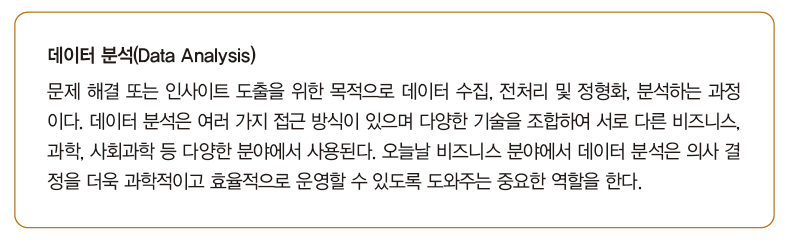 데이터 분석(Data Analysis)
문제 해결 또는 인사이트 도출을 위한 목적으로 데이터 수집, 전처리 및 정형화, 분석하는 과정
이다. 데이터 분석은 여러 가지 접근 방식이 있으며 다양한 기술을 조합하여 서로 다른 비즈니스,
과학, 사회과학 등 다양한 분야에서 사용된다. 오늘날 비즈니스 분야에서 데이터 분석은 의사 결
정을 더욱 과학적이고 효율적으로 운영할 수 있도록 도와주는 중요한 역할을 한다.